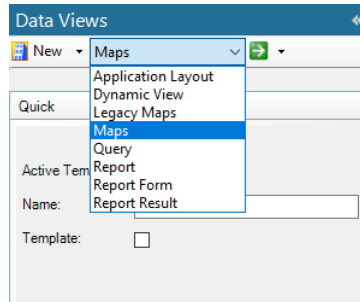 Data Views
New Maps
Application Layout
Dynamic View
Legacy Maps
Maps
Query
Report
Report Form
Report Result
Quick
Active Tem
Name:
Template: